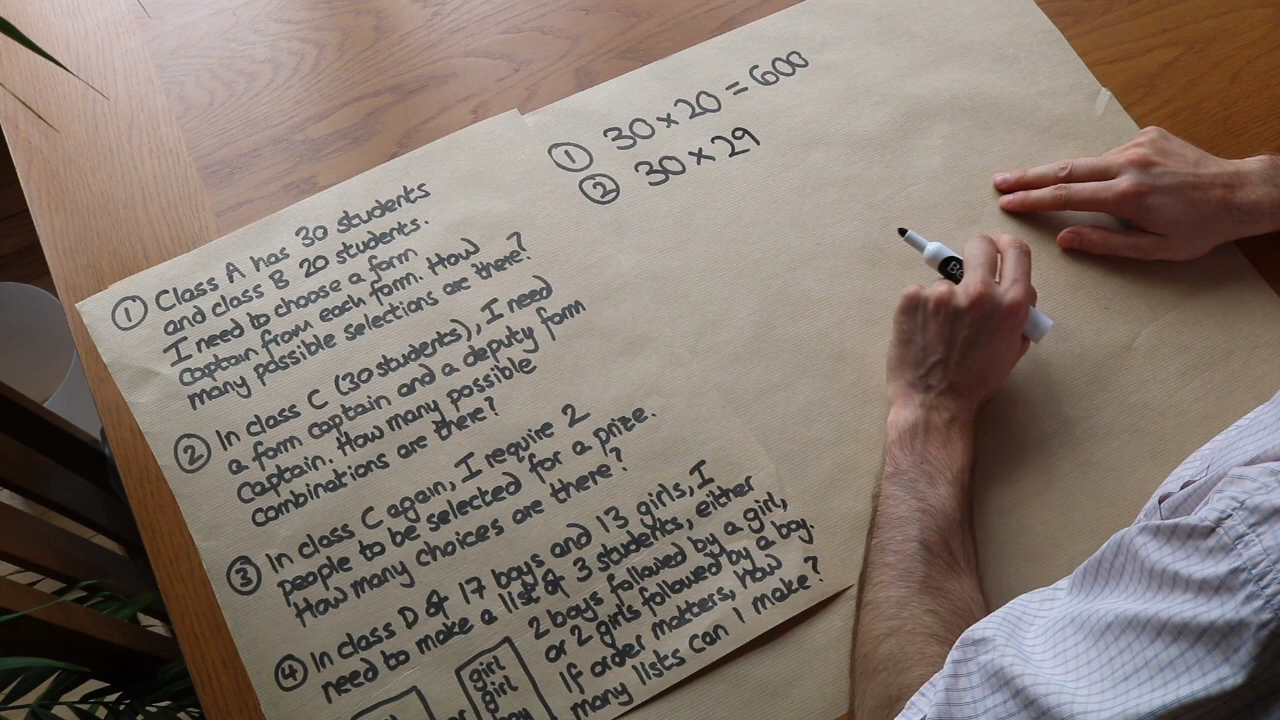 ① Class A has 30 students
and class B 20 students.
I need to choose a form
captain from each form. How
many possible selections are there?
② In class C (30 students), I need
a form captain and a deputy form
captain. How many possible
combinations are there?
③ In class C again, I require 2
people to be selected for a prize.
How many choices are there?
④ In class D of 17 boys and 13 girls, I
need to make a list of 3 students, either
2 boys followed by a girl,
or 2 girls followed by a boy.
If order matters, how
many lists can I make?
or
girl
girl
boy
① 30 × 20 = 600
② 30 × 29